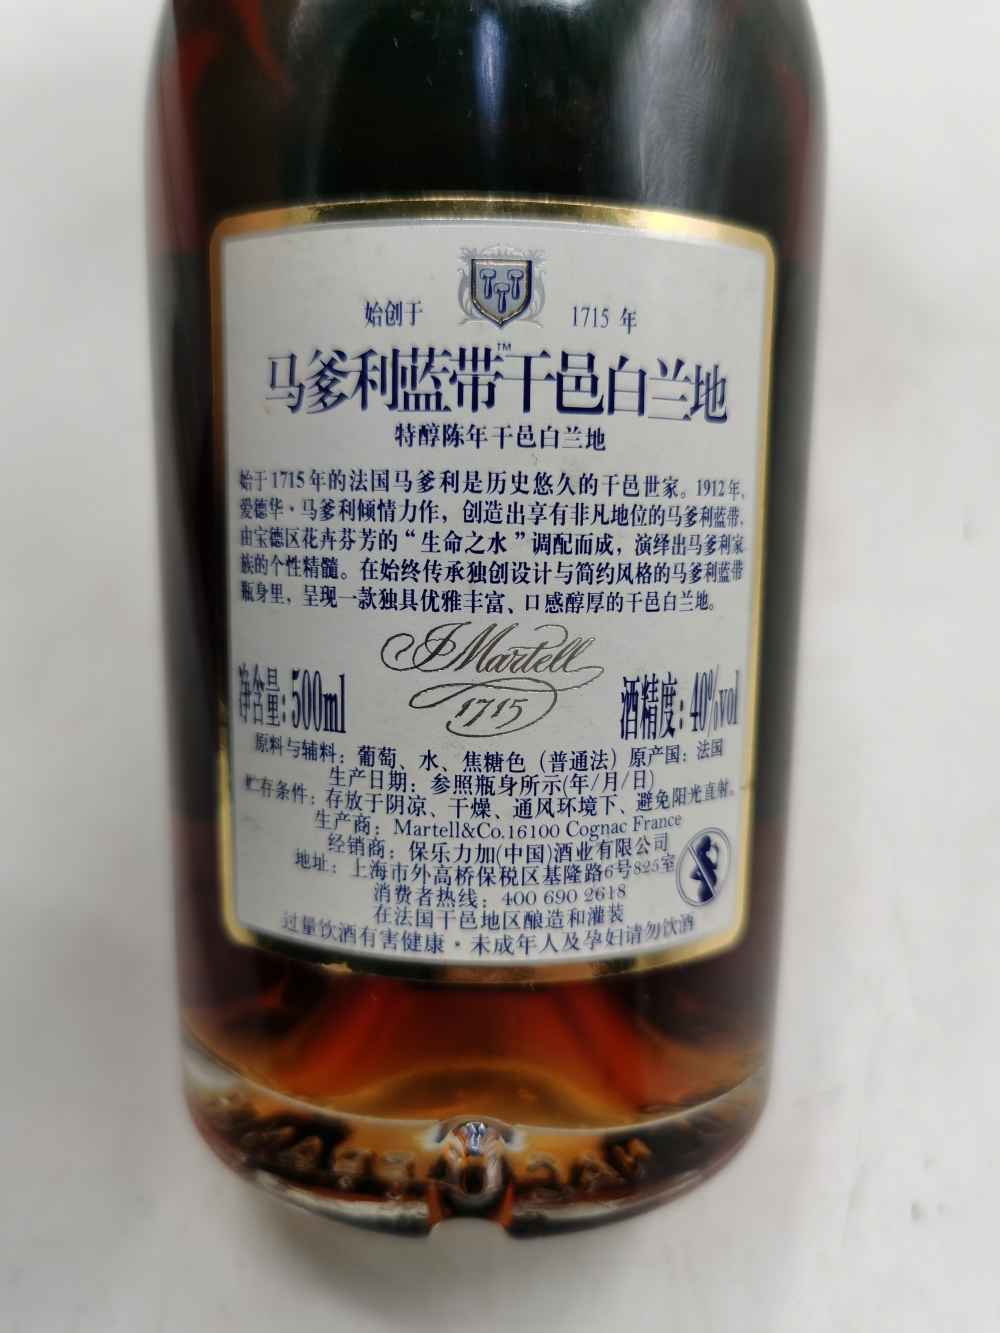 始创于 1715 年
马爹利蓝带™干邑白兰地
特醇陈年干邑白兰地
始于1715年的法国马爹利是历史悠久的干邑世家。1912年，
爱德华·马爹利倾情力作，创造出享有非凡地位的马爹利蓝带，
由宝德区花卉芬芳的“生命之水”调配而成，演绎出马爹利家
族的个性精髓。在始终传承独创设计与简约风格的马爹利蓝带
瓶身里，呈现一款独具优雅丰富、口感醇厚的干邑白兰地。
J Martell
1715
净含量：500ml
酒精度：40%vol
原料与辅料：葡萄、水、焦糖色（普通法）原产国：法国
生产日期：参照瓶身所示(年/月/日)
贮存条件：存放于阴凉、干燥、通风环境下、避免阳光直射。
生产商：Martell&Co.16100 Cognac France
经销商：保乐力加(中国)酒业有限公司
地址：上海市外高桥保税区基隆路6号825室
消费者热线：400 690 2618
在法国干邑地区酿造和灌装
过量饮酒有害健康·未成年人及孕妇请勿饮酒